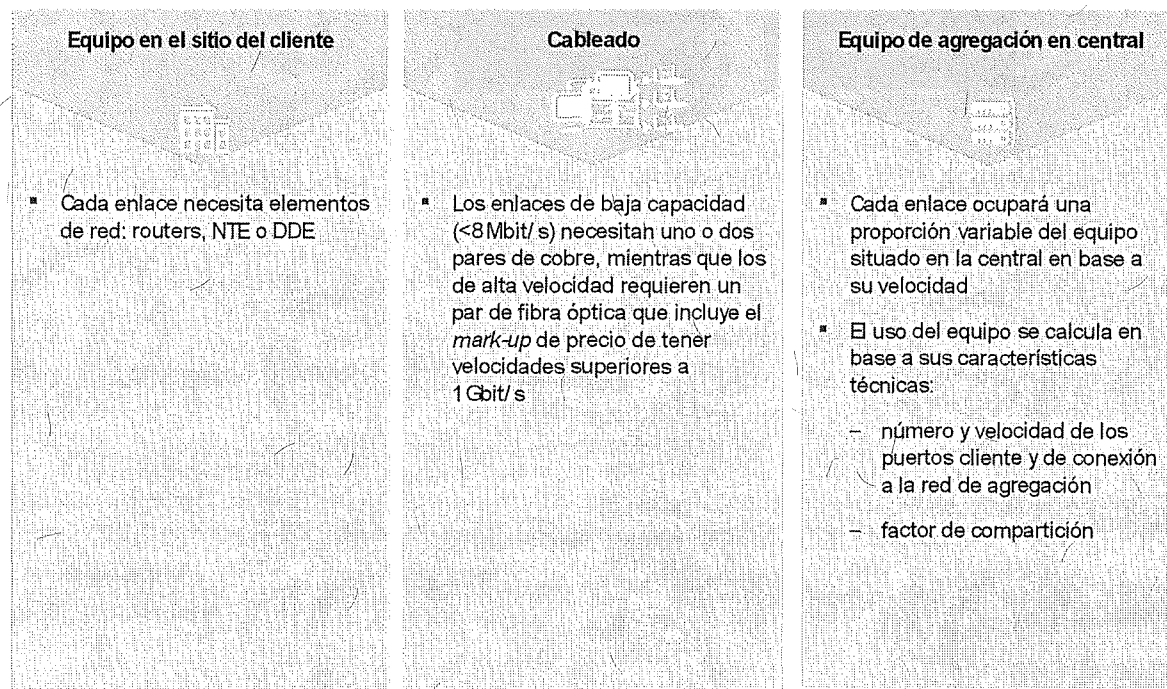 Equipo en el sitio del cliente
▪ Cada enlace necesita elementos
de red: routers, NTE o DDE
Cableado
▪ Los enlaces de baja capacidad
(<8 Mbit/ s) necesitan uno o dos
pares de cobre, mientras que los
de alta velocidad requieren un
par de fibra óptica que incluye el
mark-up de precio de tener
velocidades superiores a
1 Gbit/ s
Equipo de agregación en central
▪ Cada enlace ocupará una
proporción variable del equipo
situado en la central en base a
su velocidad
▪ El uso del equipo se calcula en
base a sus característícas
técnicas:
– número y velocidad de los
puertos cliente y de conexión
a la red de agregación
– factor de compartición